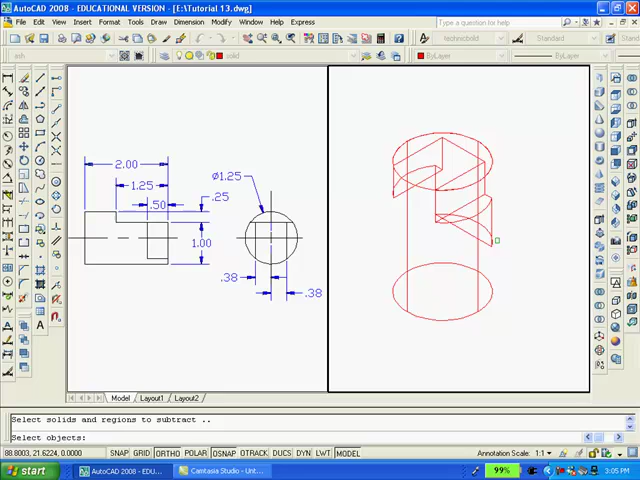 AutoCAD 2008 - EDUCATIONAL VERSION - [E:\Tutorial 13.dwg]
File Edit View Insert Format Tools Draw Dimension Modify Window Help Express
Type a question for help
technicbold
Standard
ash
solid
ByLayer
ByLayer
2.00
1.25
.50
.25
1.00
Ø1.25
.38
.38
Model Layout1 Layout2
Select solids and regions to subtract ..
Select objects:
88.8003, 21.6224, 0.0000
SNAP GRID ORTHO POLAR OSNAP OTRACK DUCS DYN LWT MODEL
Annotation Scale: 1:1
start
AutoCAD 2008 - EDU...
Camtasia Studio - Unt...
99%
3:05 PM